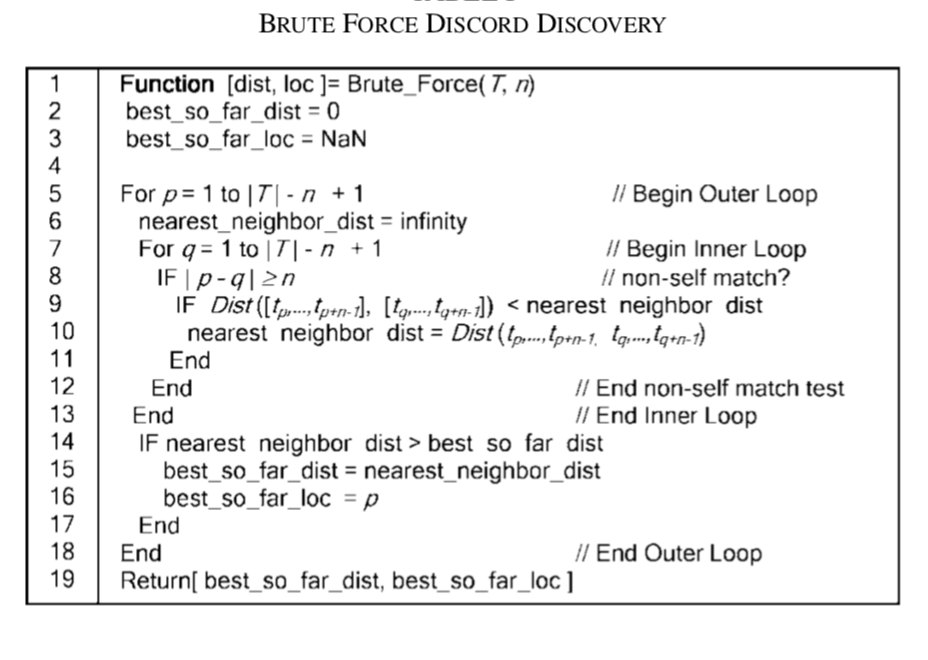 BRUTE FORCE DISCORD DISCOVERY
1 Function [dist, loc ]= Brute_Force(T, n)
2 best_so_far_dist = 0
3 best_so_far_loc = NaN
4
5 For p = 1 to |T| - n + 1 // Begin Outer Loop
6 nearest_neighbor_dist = infinity
7 For q = 1 to |T| - n + 1 // Begin Inner Loop
8 IF | p - q | ≥ n // non-self match?
9 IF Dist([tp,...,tp+n-1], [tq,...,tq+n-1]) < nearest neighbor dist
10 nearest neighbor dist = Dist (tp,...,tp+n-1, tq,...,tq+n-1)
11 End
12 End // End non-self match test
13 End // End Inner Loop
14 IF nearest neighbor dist > best so far dist
15 best_so_far_dist = nearest_neighbor_dist
16 best_so_far_loc = p
17 End
18 End // End Outer Loop
19 Return[ best_so_far_dist, best_so_far_loc ]